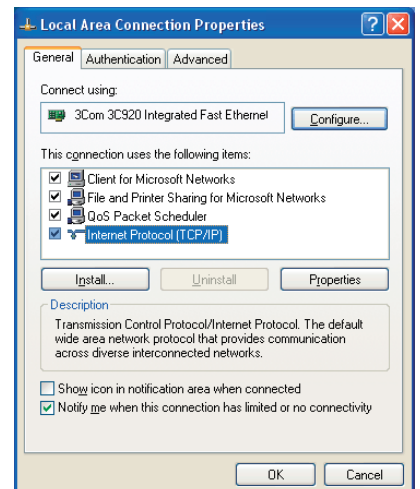 Local Area Connection Properties
General Authentication Advanced
Connect using:
3Com 3C920 Integrated Fast Ethernet
Configure...
This connection uses the following items:
Client for Microsoft Networks
File and Printer Sharing for Microsoft Networks
QoS Packet Scheduler
Internet Protocol (TCP/IP)
Install... Uninstall Properties
Description
Transmission Control Protocol/Internet Protocol. The default
wide area network protocol that provides communication
across diverse interconnected networks.
Show icon in notification area when connected
Notify me when this connection has limited or no connectivity
OK Cancel